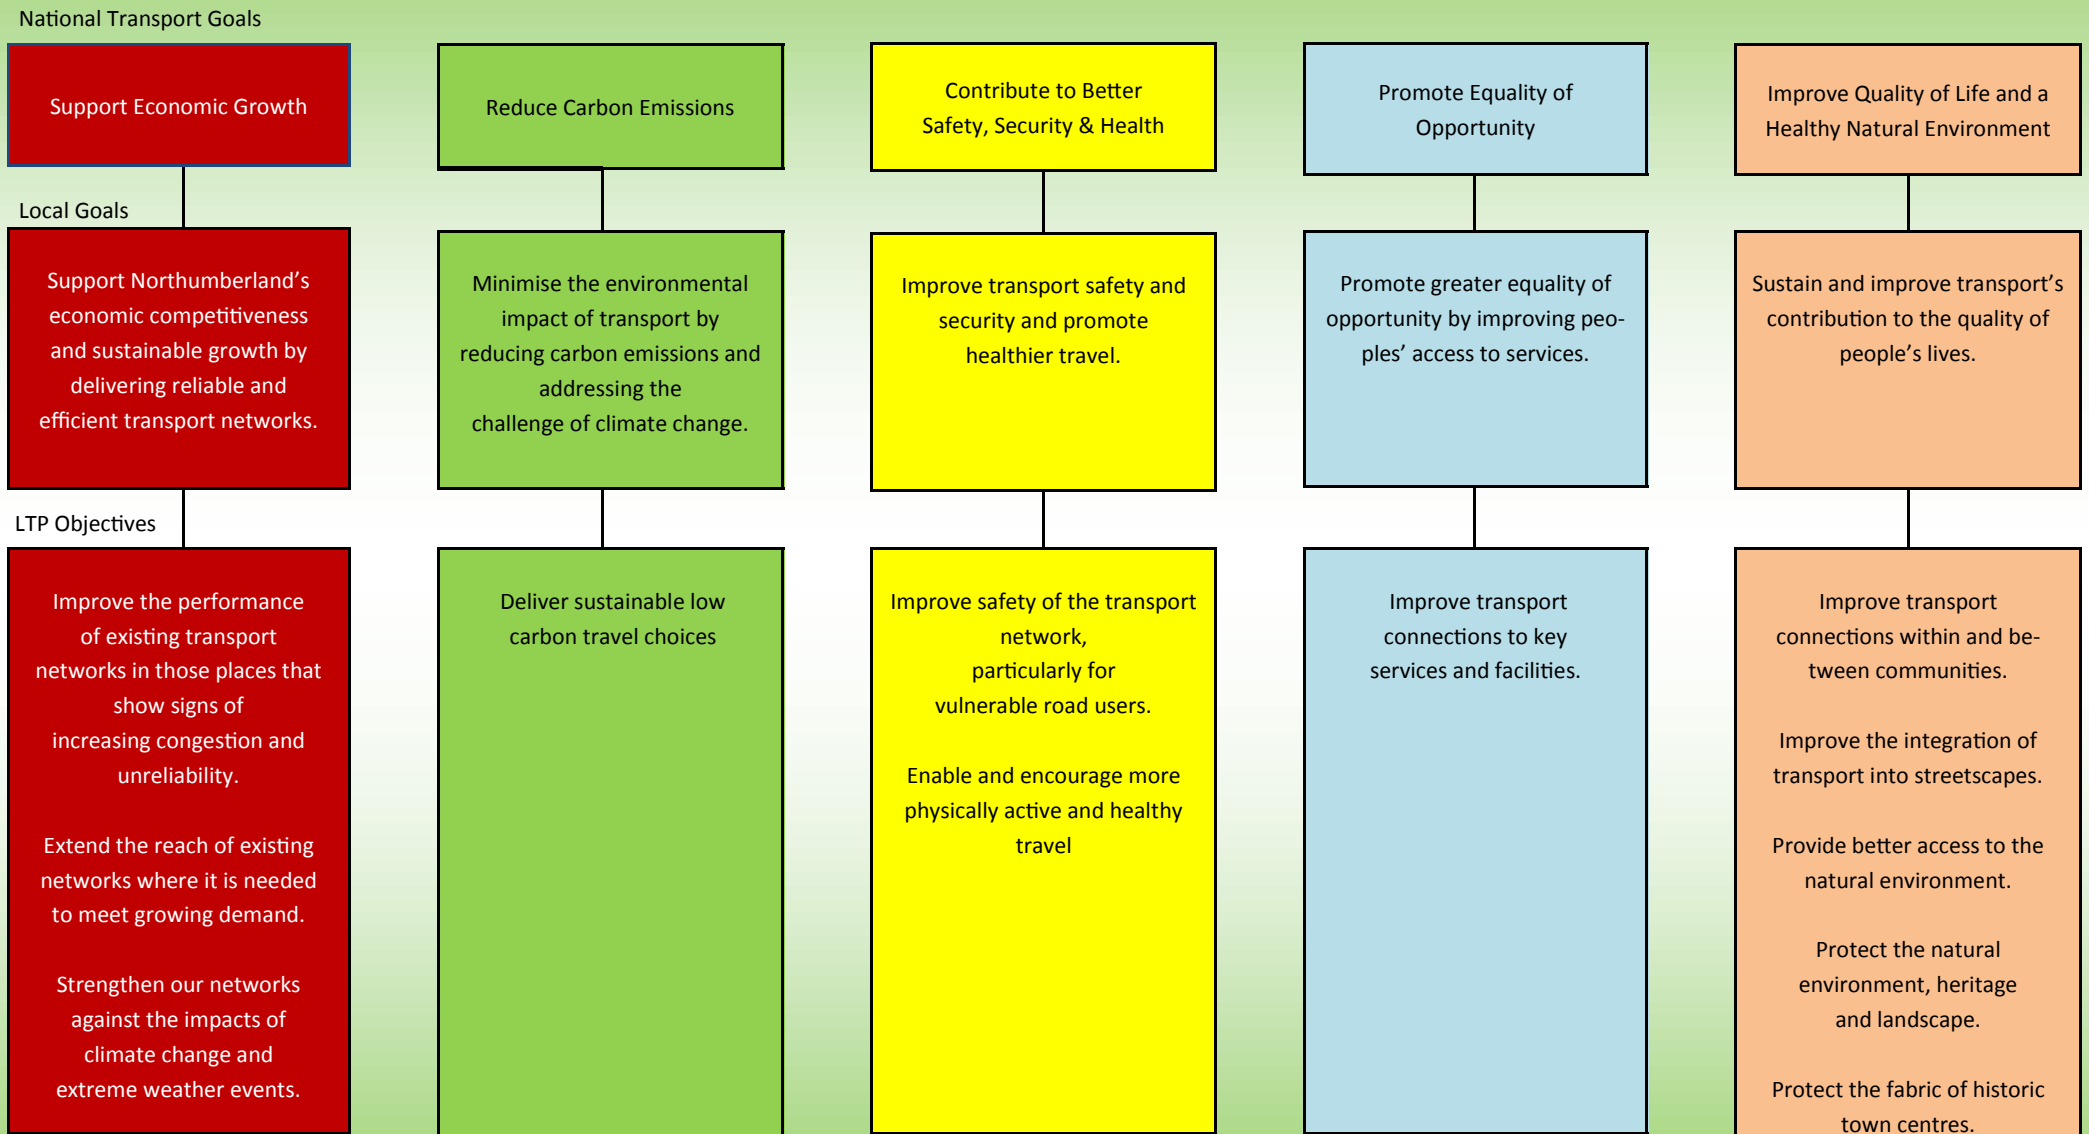 National Transport Goals
Support Economic Growth
Reduce Carbon Emissions
Contribute to Better
Safety, Security & Health
Promote Equality of
Opportunity
Improve Quality of Life and a
Healthy Natural Environment
Local Goals
Support Northumberland’s
economic competitiveness
and sustainable growth by
delivering reliable and
efficient transport networks.
Minimise the environmental
impact of transport by
reducing carbon emissions and
addressing the
challenge of climate change.
Improve transport safety and
security and promote
healthier travel.
Promote greater equality of
opportunity by improving peo-
ples’ access to services.
Sustain and improve transport’s
contribution to the quality of
people’s lives.
LTP Objectives
Improve the performance
of existing transport
networks in those places that
show signs of
increasing congestion and
unreliability.
Extend the reach of existing
networks where it is needed
to meet growing demand.
Strengthen our networks
against the impacts of
climate change and
extreme weather events.
Deliver sustainable low
carbon travel choices
Improve safety of the transport
network,
particularly for
vulnerable road users.
Enable and encourage more
physically active and healthy
travel
Improve transport
connections to key
services and facilities.
Improve transport
connections within and be-
tween communities.
Improve the integration of
transport into streetscapes.
Provide better access to the
natural environment.
Protect the natural
environment, heritage
and landscape.
Protect the fabric of historic
town centres.